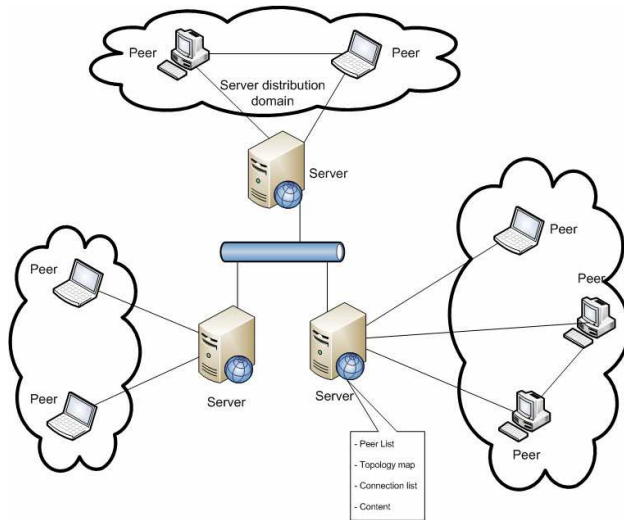 Peer
Peer
Server distribution
domain
Server
Peer
Peer
Peer
Peer
Server
Server
Peer
- Peer List
- Topology map
- Connection list
- Content